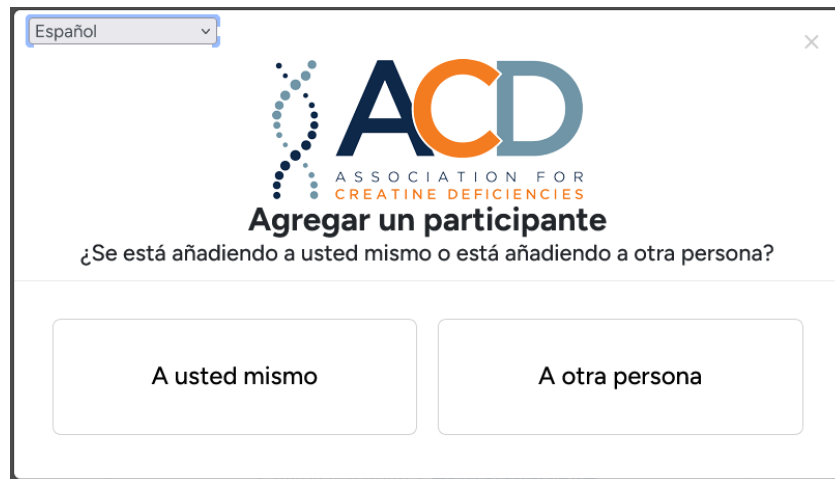 Español
ACD
ASSOCIATION FOR
CREATINE DEFICIENCIES
Agregar un participante
¿Se está añadiendo a usted mismo o está añadiendo a otra persona?
A usted mismo
A otra persona